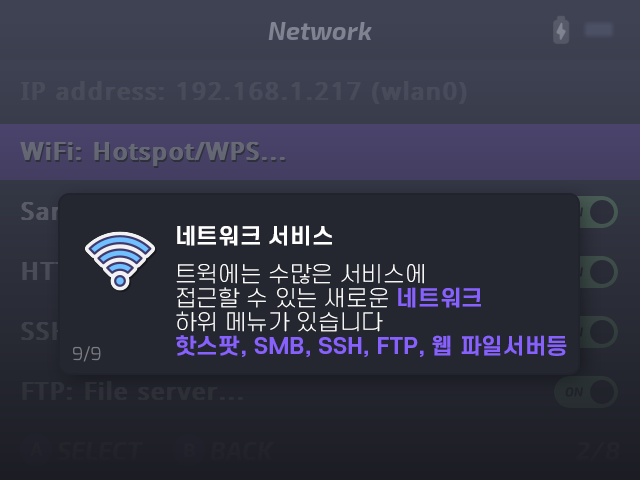 Network
IP address: 192.168.1.217 (wlan0)
WiFi: Hotspot/WPS...
네트워크 서비스
트윅에는 수많은 서비스에
접근할 수 있는 새로운 네트워크
하위 메뉴가 있습니다
핫스팟, SMB, SSH, FTP, 웹 파일서버등
9/9
FTP: File server...
ON
SELECT
BACK
2/8